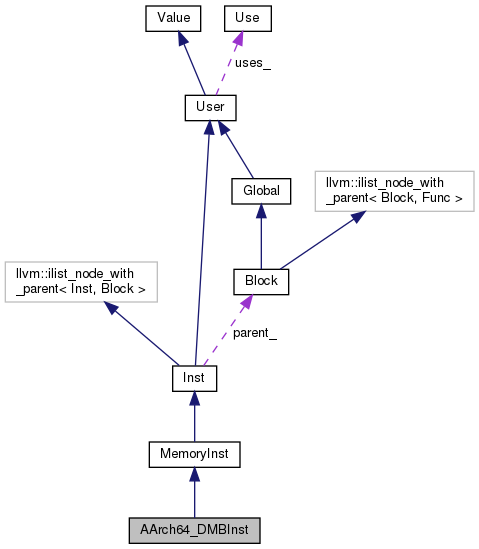 Value
Use
uses_
User
Global
llvm::ilist_node_with
_parent< Block, Func >
llvm::ilist_node_with
_parent< Inst, Block >
Block
parent_
Inst
MemoryInst
AArch64_DMBInst